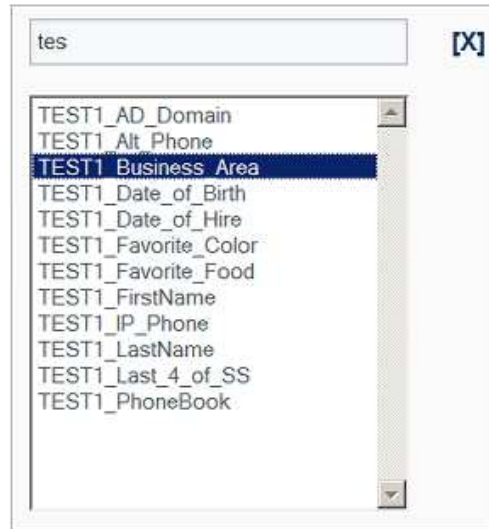 tes
[X]
TEST1_AD_Domain
TEST1_Alt_Phone
TEST1_Business_Area
TEST1_Date_of_Birth
TEST1_Date_of_Hire
TEST1_Favorite_Color
TEST1_Favorite_Food
TEST1_FirstName
TEST1_IP_Phone
TEST1_LastName
TEST1_Last_4_of_SS
TEST1_PhoneBook